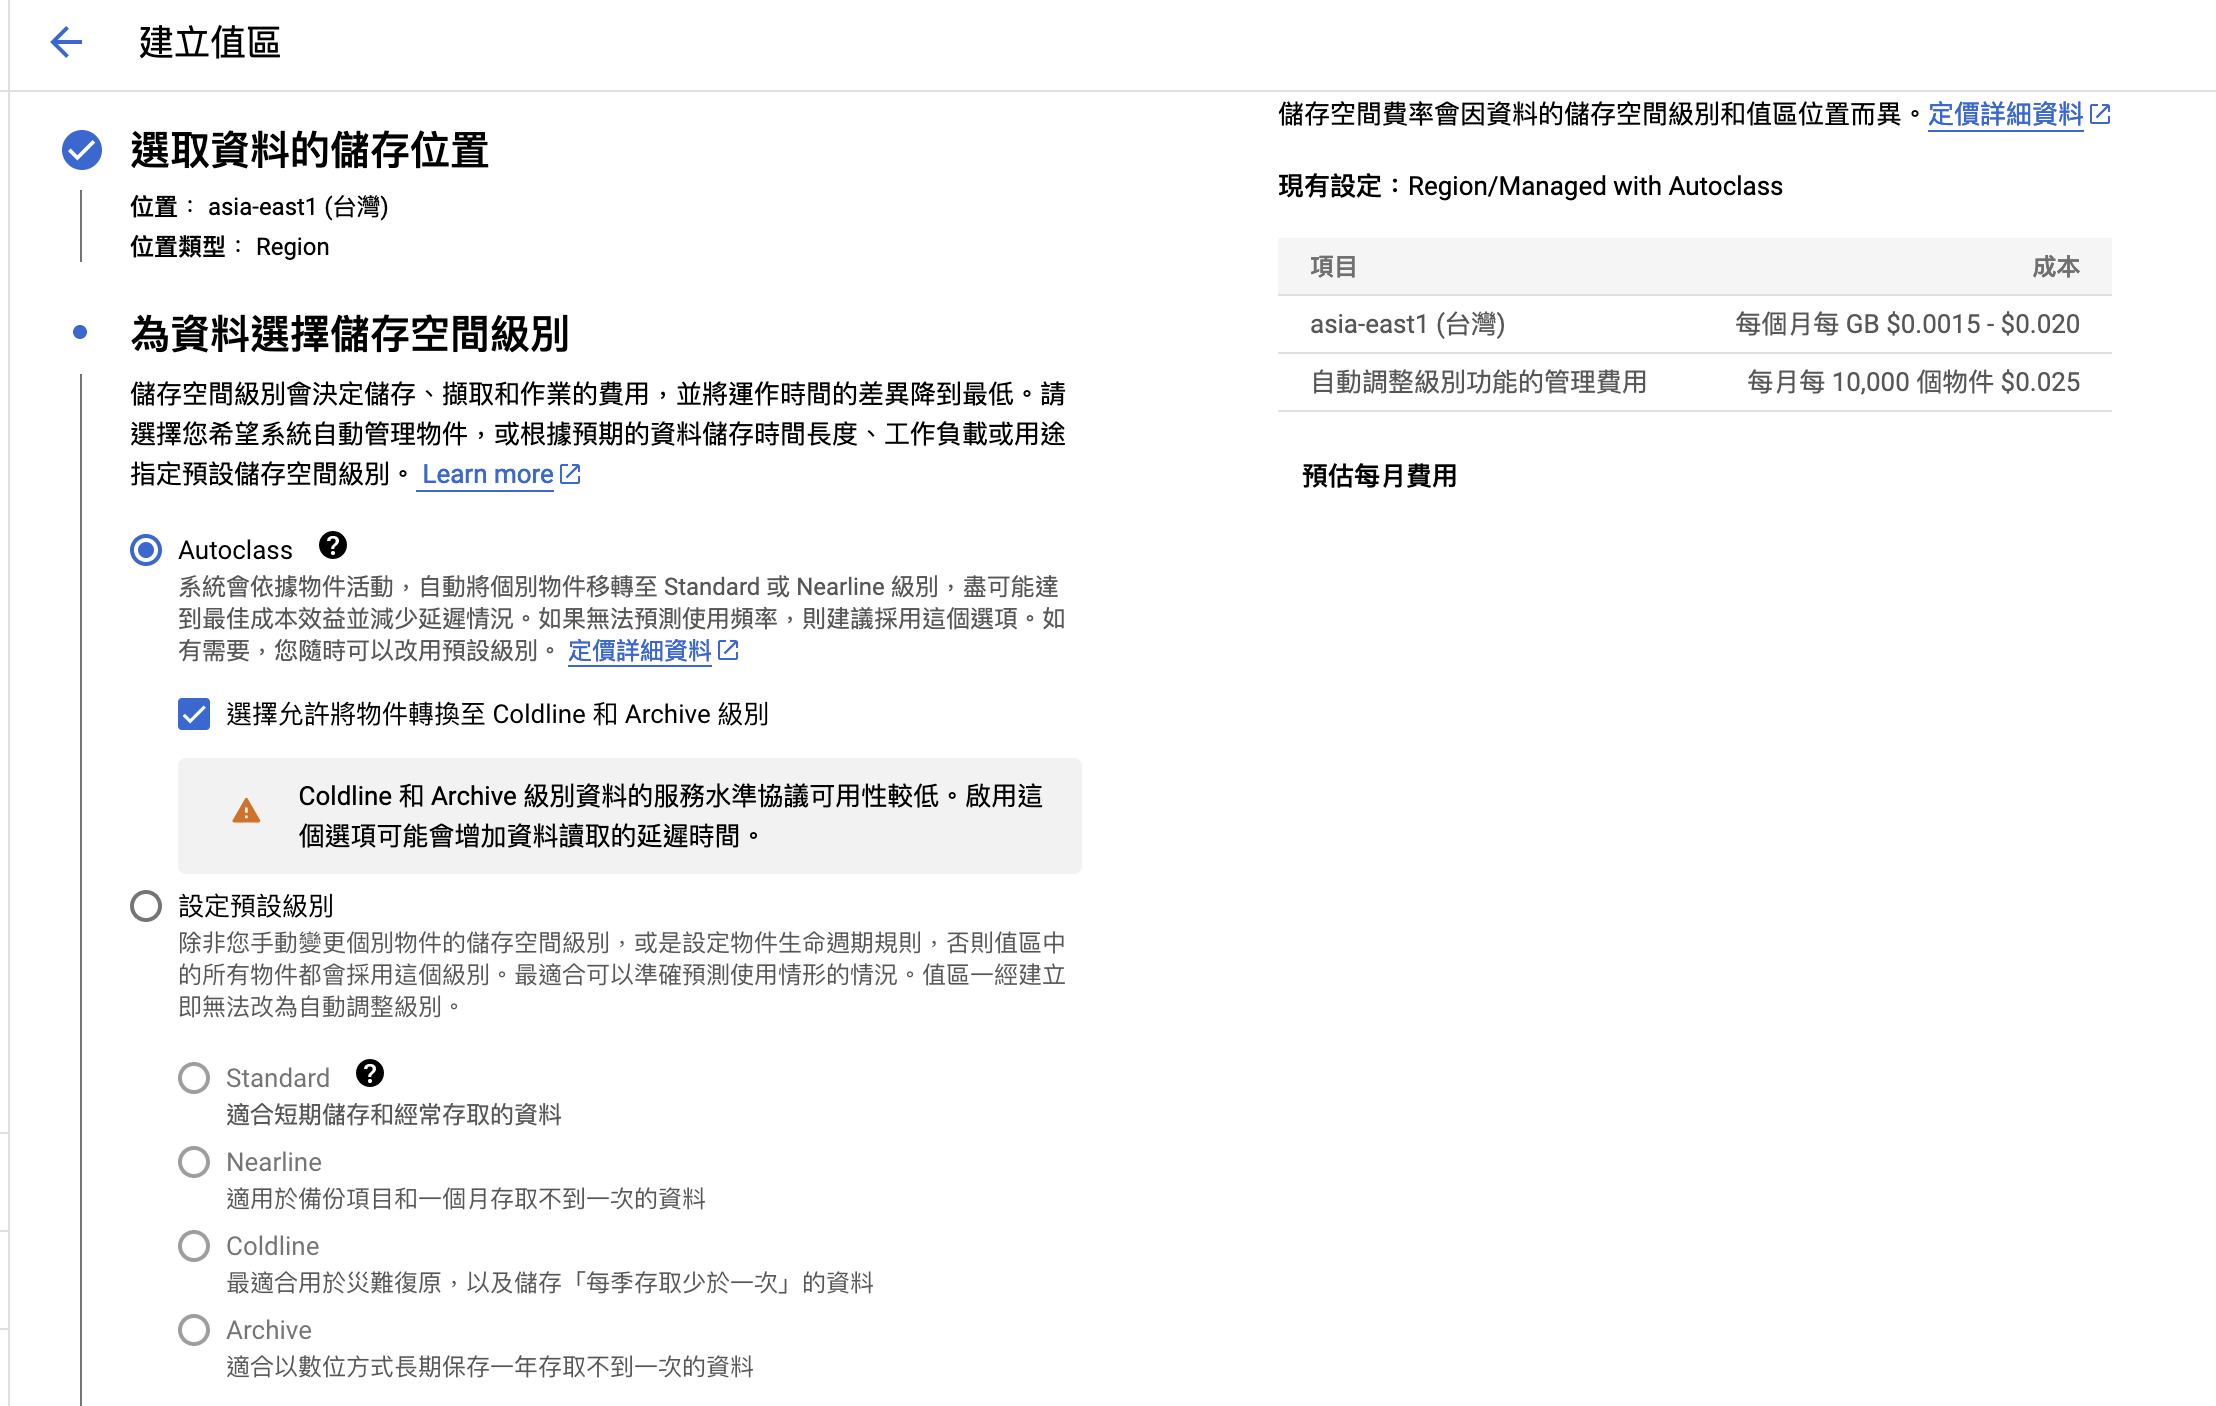 建立值區
選取資料的儲存位置
位置： asia-east1 (台灣)
位置類型： Region
為資料選擇儲存空間級別
儲存空間級別會決定儲存、擷取和作業的費用，並將運作時間的差異降到最低。請
選擇您希望系統自動管理物件，或根據預期的資料儲存時間長度、工作負載或用途
指定預設儲存空間級別。 Learn more
Autoclass
系統會依據物件活動，自動將個別物件移轉至 Standard 或 Nearline 級別，盡可能達
到最佳成本效益並減少延遲情況。如果無法預測使用頻率，則建議採用這個選項。如
有需要，您隨時可以改用預設級別。 定價詳細資料
選擇允許將物件轉換至 Coldline 和 Archive 級別
Coldline 和 Archive 級別資料的服務水準協議可用性較低。啟用這
個選項可能會增加資料讀取的延遲時間。
設定預設級別
除非您手動變更個別物件的儲存空間級別，或是設定物件生命週期規則，否則值區中
的所有物件都會採用這個級別。最適合可以準確預測使用情形的情況。值區一經建立
即無法改為自動調整級別。
Standard
適合短期儲存和經常存取的資料
Nearline
適用於備份項目和一個月存取不到一次的資料
Coldline
最適合用於災難復原，以及儲存「每季存取少於一次」的資料
Archive
適合以數位方式長期保存一年存取不到一次的資料
儲存空間費率會因資料的儲存空間級別和值區位置而異。定價詳細資料
現有設定：Region/Managed with Autoclass
項目 成本
asia-east1 (台灣) 每個月每 GB $0.0015 - $0.020
自動調整級別功能的管理費用 每月每 10,000 個物件 $0.025
預估每月費用